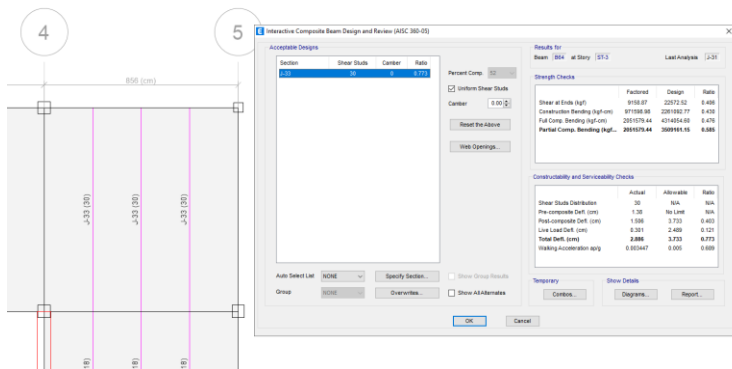 4
5
856 (cm)
J-33 (30)
J-33 (30)
J-33 (30)
18)
18)
18)
Interactive Composite Beam Design and Review (AISC 360-05)
Acceptable Designs
Section Shear Studs Camber Ratio
J-33 30 0 0.773
Auto Select List NONE Specify Section...
Group NONE Overwrites...
Percent Comp. 52
Uniform Shear Studs
Camber 0.00
Reset the Above
Web Openings...
Show Group Results
Show All Alternates
Results for
Beam B64 at Story ST-3 Last Analysis J-33
Strength Checks
Factored Design Ratio
Shear at Ends (kgf) 9158.87 22572.52 0.406
Construction Bending (kgf-cm) 971598.98 2261092.77 0.430
Full Comp. Bending (kgf-cm) 2051579.44 4314054.60 0.476
Partial Comp. Bending (kgf... 2051579.44 3509161.15 0.585
Constructability and Serviceability Checks
Actual Allowable Ratio
Shear Studs Distribution 30 N/A N/A
Pre-composite Defl. (cm) 1.38 No Limit N/A
Post-composite Defl. (cm) 1.506 3.733 0.403
Live Load Defl. (cm) 0.301 2.489 0.121
Total Defl. (cm) 2.886 3.733 0.773
Walking Acceleration ap/g 0.003447 0.005 0.689
Temporary
Combos...
Show Details
Diagrams... Report...
OK Cancel